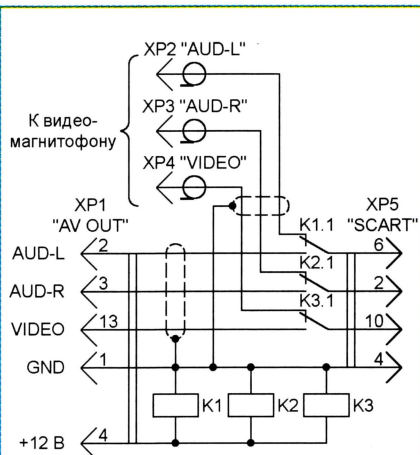 XP2 "AUD-L"
XP3 "AUD-R"
К видео-
магнитофону
XP4 "VIDEO"
XP1
"AV OUT"
XP5
"SCART"
K1.1
AUD-L 2
6
K2.1
AUD-R 3
2
K3.1
VIDEO 13
10
GND 1
4
K1 K2 K3
+12 В 4